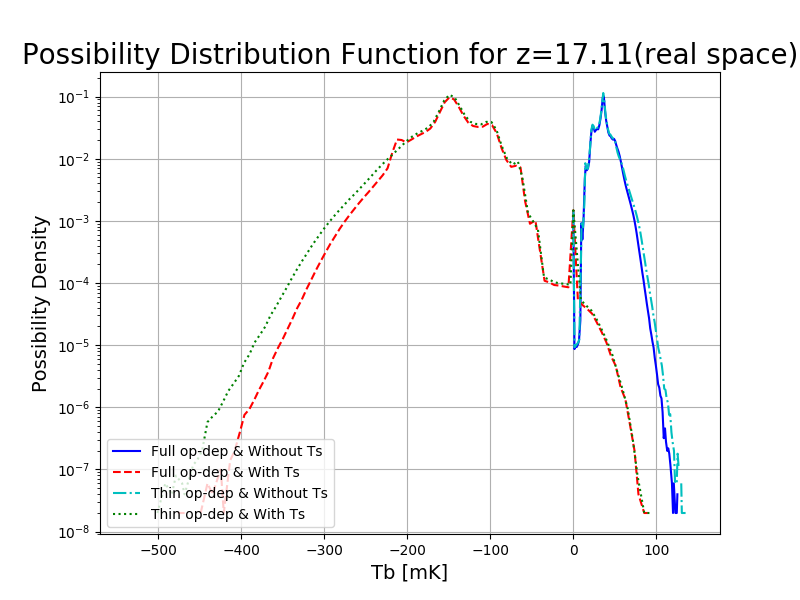 Possibility Distribution Function for z=17.11(real space)
Possibility Density
10⁻¹
10⁻²
10⁻³
10⁻⁴
10⁻⁵
10⁻⁶
10⁻⁷
10⁻⁸
Full op-dep & Without Ts
Full op-dep & With Ts
Thin op-dep & Without Ts
Thin op-dep & With Ts
−500 −400 −300 −200 −100 0 100
Tb [mK]